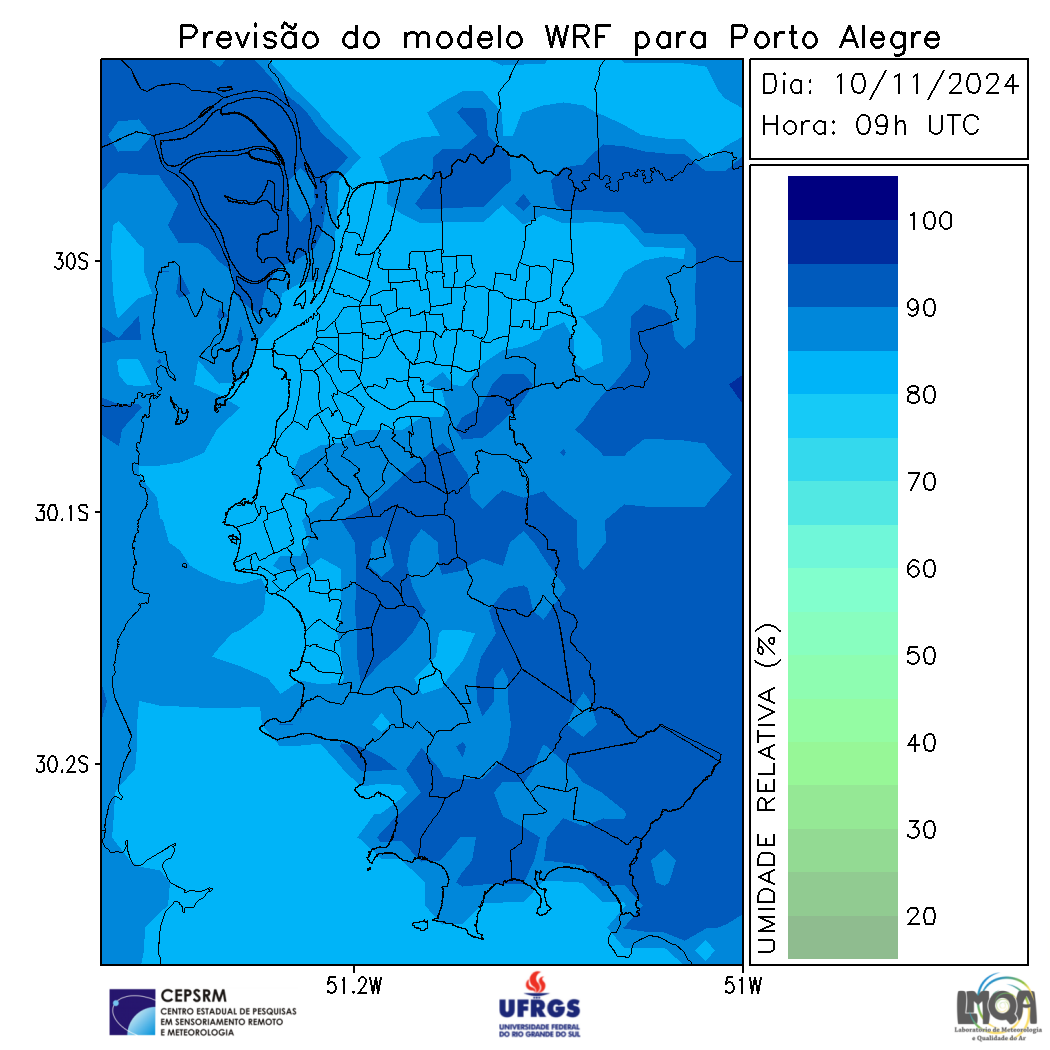 Previsão do modelo WRF para Porto Alegre
Dia: 10/11/2024
Hora: 09h UTC
30S
30.1S
30.2S
51.2W
51W
100
90
80
70
60
50
40
30
20
UMIDADE RELATIVA (%)
CEPSRM
CENTRO ESTADUAL DE PESQUISAS
EM SENSORIAMENTO REMOTO
E METEOROLOGIA
UFRGS
UNIVERSIDADE FEDERAL
DO RIO GRANDE DO SUL
LMQA
Laboratório de Meteorologia
e Qualidade do Ar